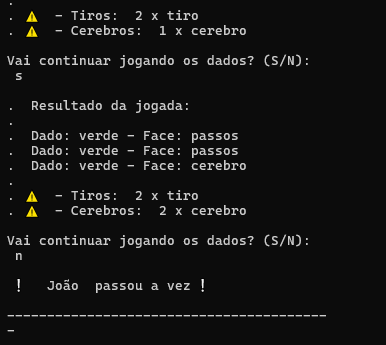 .
. ⚠ - Tiros:  2 x tiro
. ⚠  - Cerebros:  1 x cerebro

Vai continuar jogando os dados? (S/N):
 s

.  Resultado da jogada:
.
.  Dado: verde - Face: passos
.  Dado: verde - Face: passos
.  Dado: verde - Face: cerebro
.
. ⚠  - Tiros:  2 x tiro
. ⚠  - Cerebros:  2 x cerebro

Vai continuar jogando os dados? (S/N):
 n

 !   João  passou a vez !

----------------------------------------
-